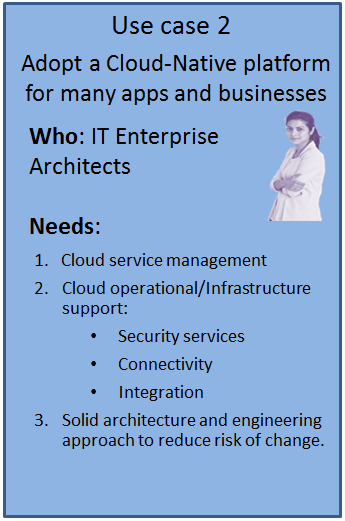 Use case 2
Adopt a Cloud-Native platform
for many apps and businesses
Who: IT Enterprise
Architects
Needs:
1. Cloud service management
2. Cloud operational/Infrastructure
support:
• Security services
• Connectivity
• Integration
3. Solid architecture and engineering
approach to reduce risk of change.